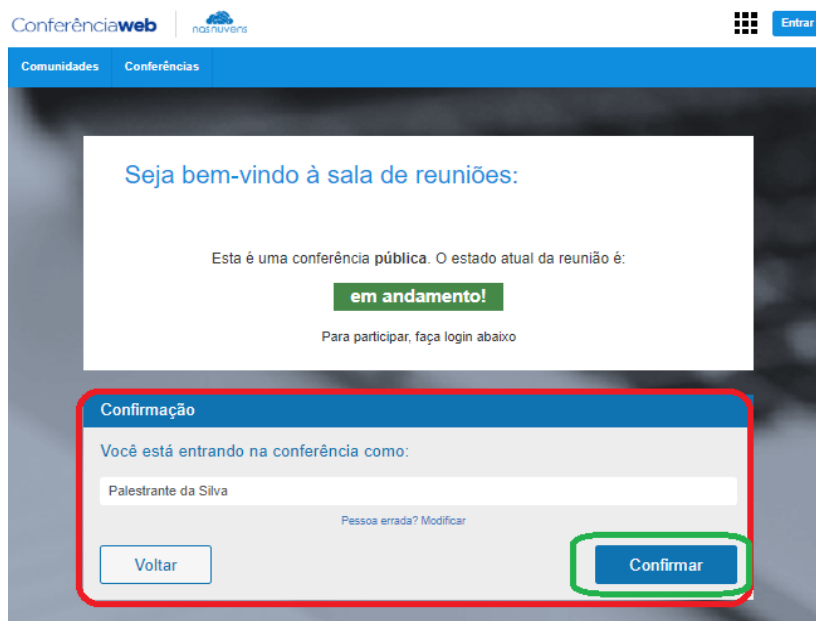 Conferênciaweb
nasnuvens
Entrar
Comunidades Conferências
Seja bem-vindo à sala de reuniões:
Esta é uma conferência pública. O estado atual da reunião é:
em andamento!
Para participar, faça login abaixo
Confirmação
Você está entrando na conferência como:
Palestrante da Silva
Pessoa errada? Modificar
Voltar Confirmar